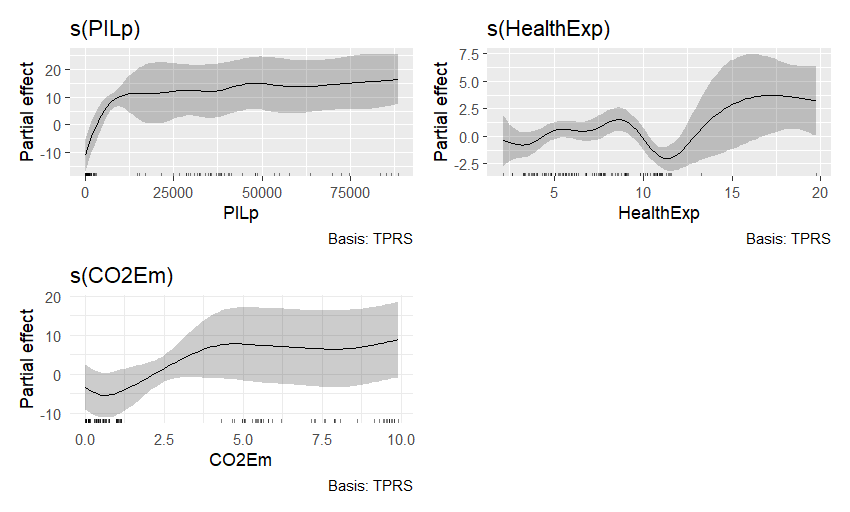 s(PILp)
Partial effect
20
10
0
-10
0 25000 50000 75000
PILp
Basis: TPRS
s(HealthExp)
Partial effect
7.5
5.0
2.5
0.0
-2.5
5 10 15 20
HealthExp
Basis: TPRS
s(CO2Em)
Partial effect
20
10
0
-10
0.0 2.5 5.0 7.5 10.0
CO2Em
Basis: TPRS